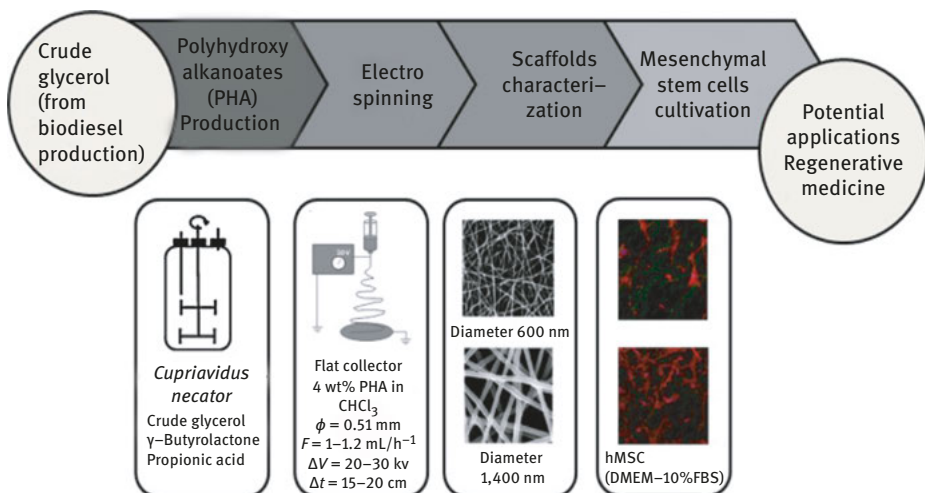 Crude
glycerol
(from
biodiesel
production)
Polyhydroxy
alkanoates
(PHA)
Production
Electro
spinning
Scaffolds
characteri–
zation
Mesenchymal
stem cells
cultivation
Potential
applications
Regenerative
medicine
Cupriavidus
necator
Crude glycerol
γ–Butyrolactone
Propionic acid
Flat collector
4 wt% PHA in
CHCl₃
ϕ = 0.51 mm
F = 1–1.2 mL/h⁻¹
ΔV = 20–30 kv
Δt = 15–20 cm
Diameter 600 nm
Diameter
1,400 nm
hMSC
(DMEM–10%FBS)